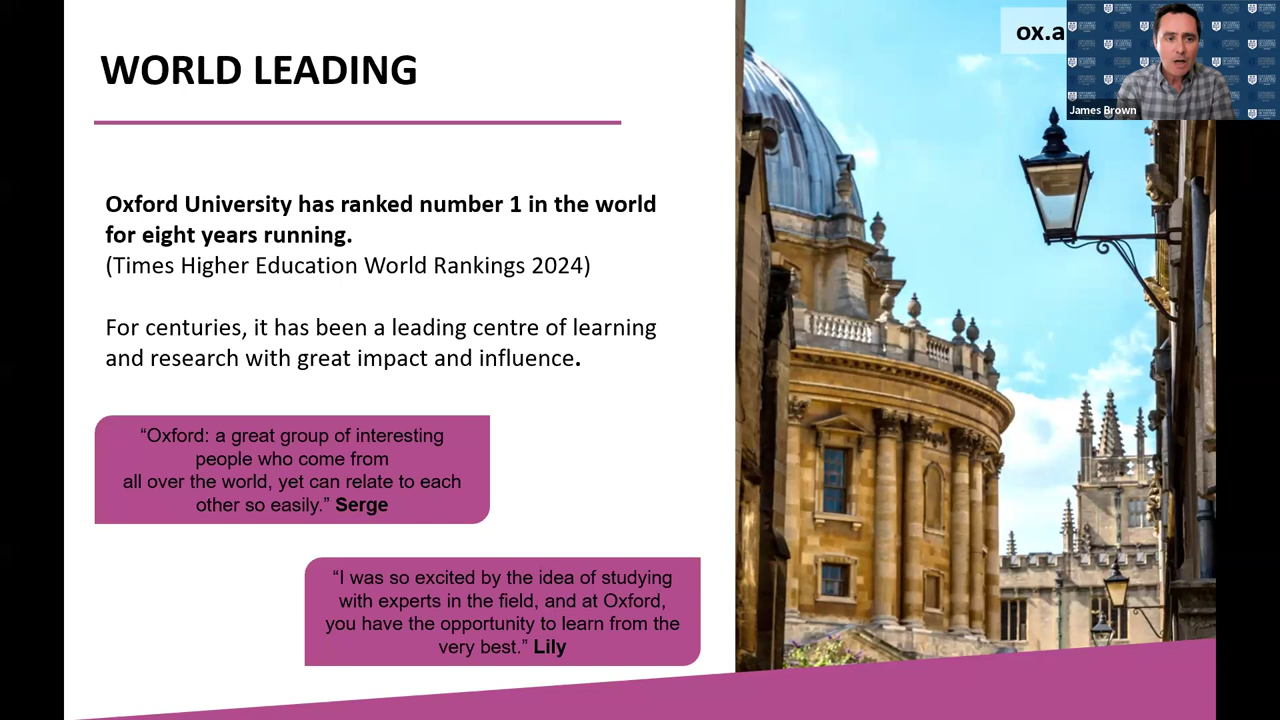 WORLD LEADING
ox.a
James Brown
Oxford University has ranked number 1 in the world
for eight years running.
(Times Higher Education World Rankings 2024)
For centuries, it has been a leading centre of learning
and research with great impact and influence.
“Oxford: a great group of interesting
people who come from
all over the world, yet can relate to each
other so easily.” Serge
“I was so excited by the idea of studying
with experts in the field, and at Oxford,
you have the opportunity to learn from the
very best.” Lily